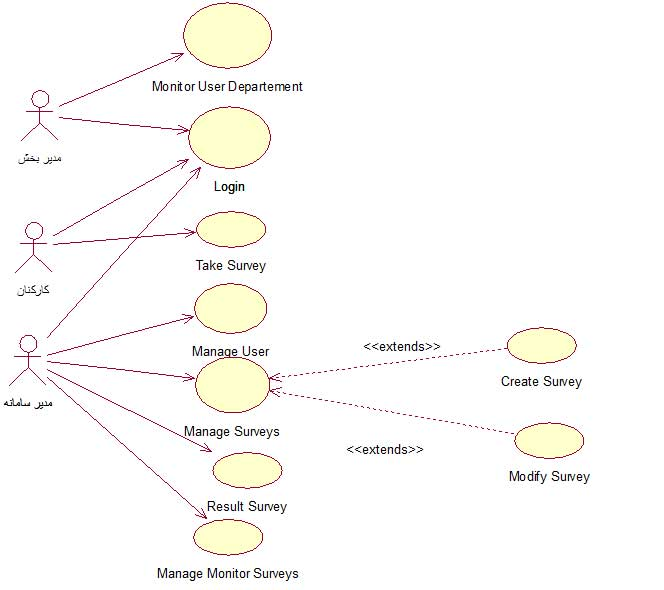 Monitor User Departement
مدیر بخش
Login
Take Survey
کارکنان
Manage User
<<extends>>
Create Survey
مدیر سامانه
Manage Surveys
<<extends>>
Modify Survey
Result Survey
Manage Monitor Surveys